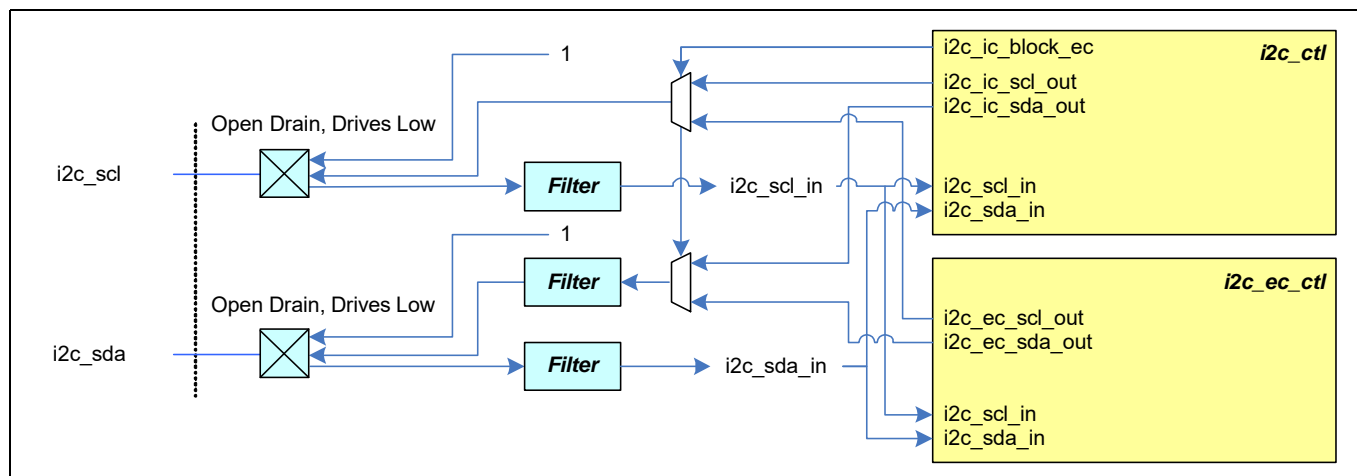 1
i2c_ic_block_ec
i2c_ctl
i2c_ic_scl_out
i2c_ic_sda_out
Open Drain, Drives Low
i2c_scl
Filter
i2c_scl_in
i2c_scl_in
i2c_sda_in
1
Filter
i2c_ec_ctl
Open Drain, Drives Low
i2c_ec_scl_out
i2c_ec_sda_out
i2c_sda
Filter
i2c_sda_in
i2c_scl_in
i2c_sda_in